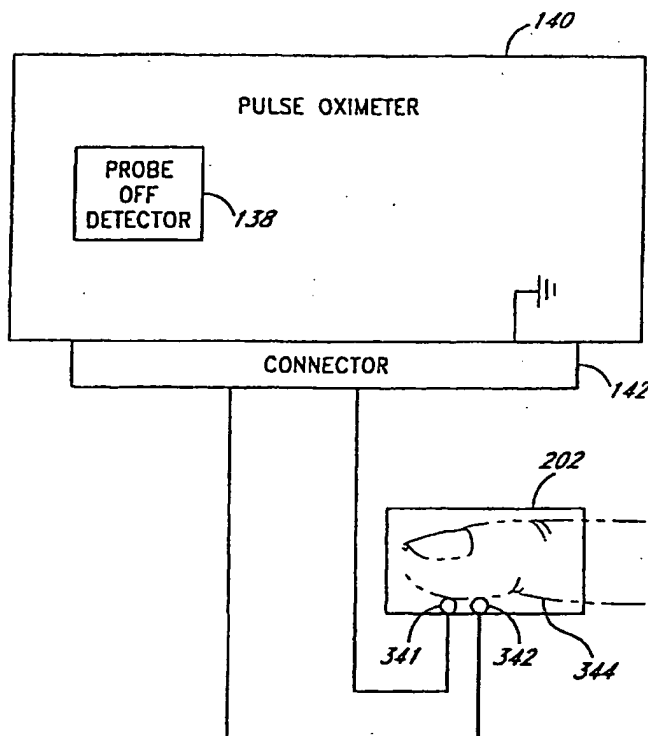 140
PULSE OXIMETER
PROBE
OFF
DETECTOR
138
CONNECTOR
142
202
341
342
344